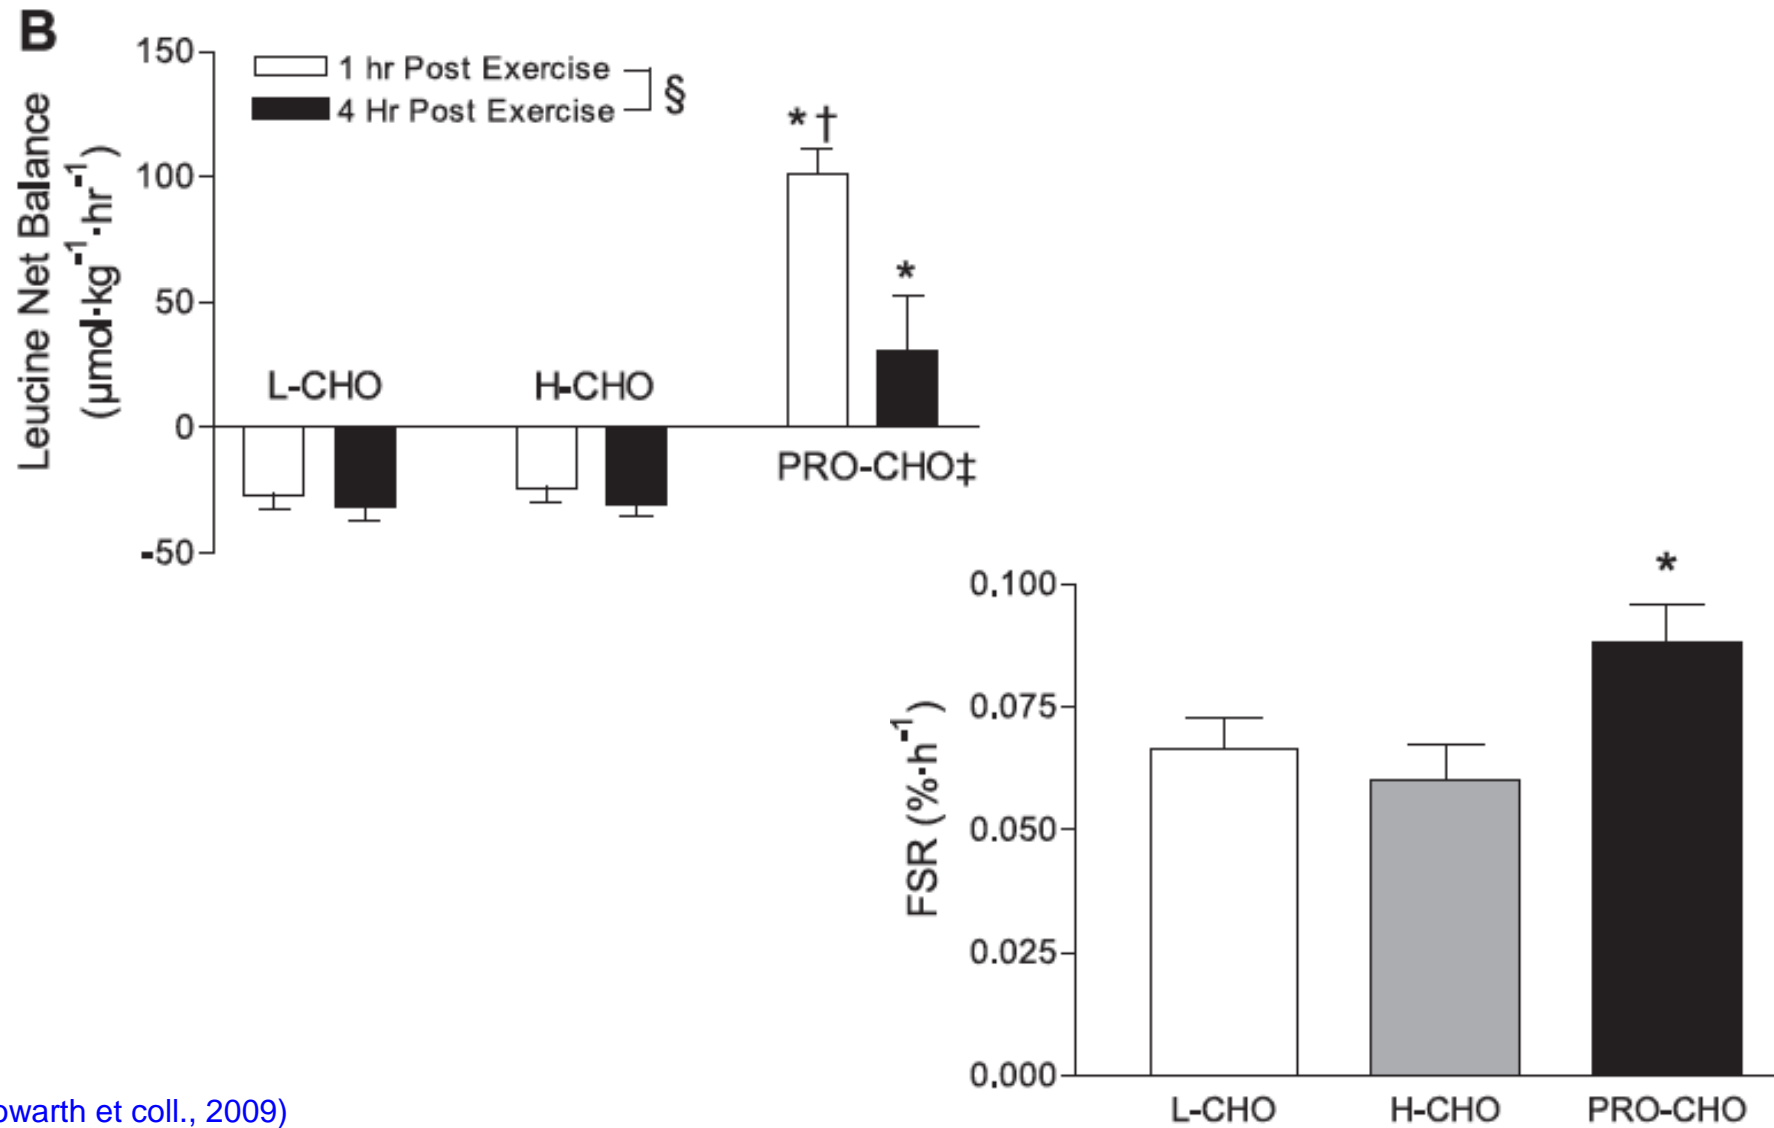 B
150
100
50
0
-50
Leucine Net Balance
(µmol·kg⁻¹·hr⁻¹)
1 hr Post Exercise
4 Hr Post Exercise
§
* †
*
L-CHO
H-CHO
PRO-CHO‡
*
0.100
0.075
0.050
0.025
0.000
FSR (%·h⁻¹)
L-CHO
H-CHO
PRO-CHO
owarth et coll., 2009)